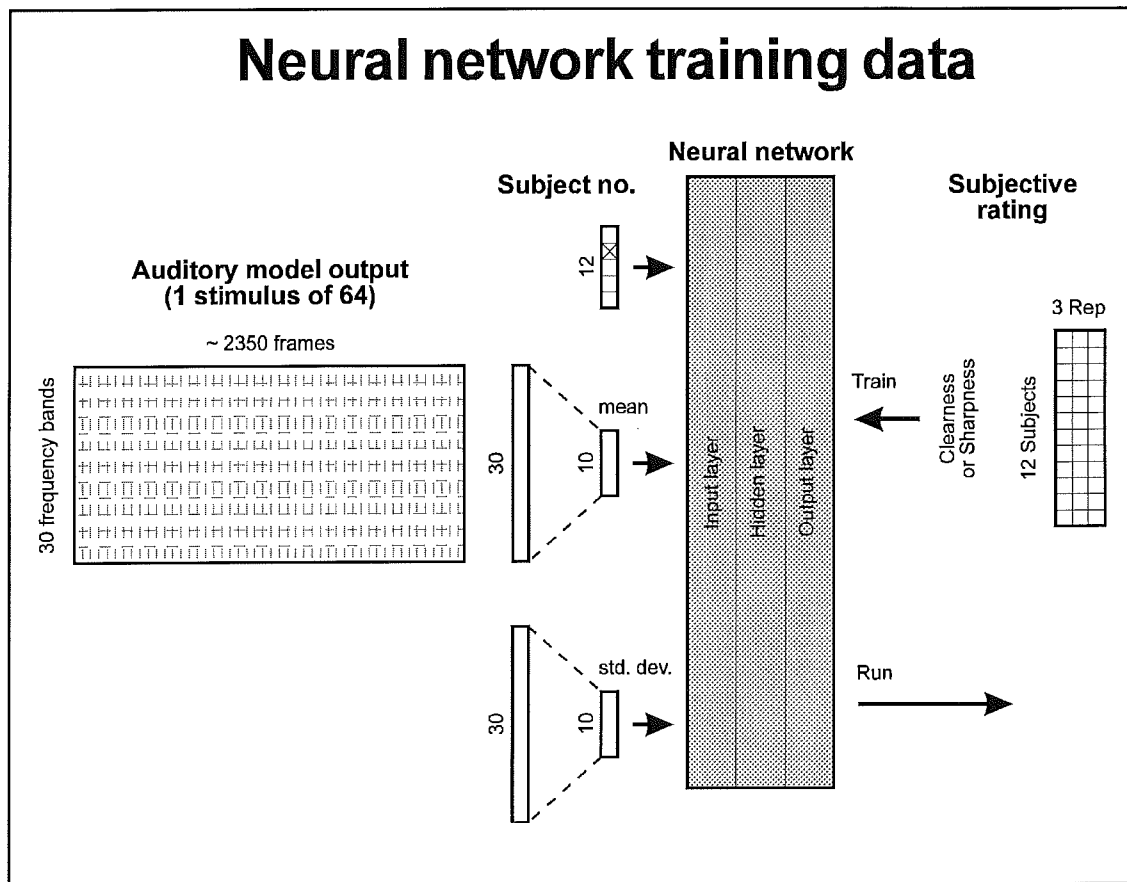 Neural network training data
Neural network
Subject no.
Subjective
rating
12
Auditory model output
(1 stimulus of 64)
~ 2350 frames
30 frequency bands
30
mean
10
Input layer
Hidden layer
Output layer
Train
Clearness
or Sharpness
3 Rep
12 Subjects
30
std. dev.
10
Run